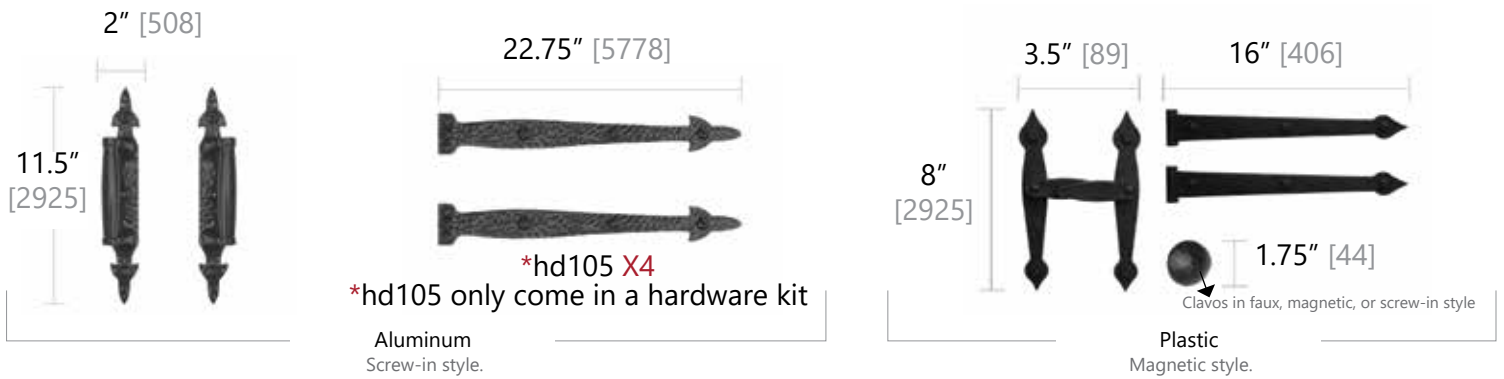 2” [508]
11.5”
[2925]
22.75” [5778]
*hd105 X4
*hd105 only come in a hardware kit
Aluminum
Screw-in style.
3.5” [89]
16” [406]
8”
[2925]
1.75” [44]
Clavos in faux, magnetic, or screw-in style
Plastic
Magnetic style.